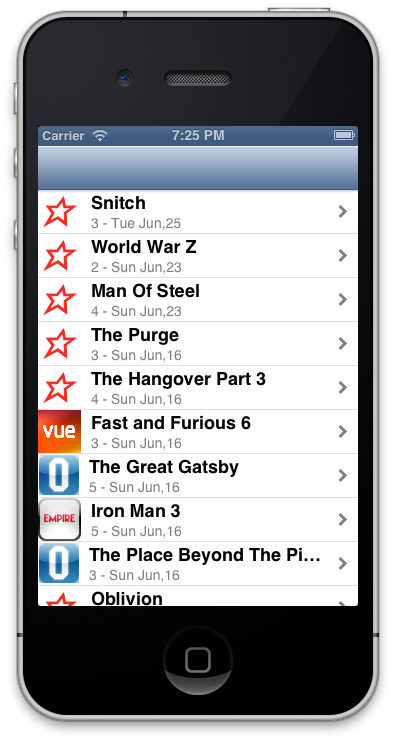 Carrier 7:25 PM
Snitch
3 - Tue Jun,25
World War Z
2 - Sun Jun,23
Man Of Steel
4 - Sun Jun,23
The Purge
3 - Sun Jun,16
The Hangover Part 3
4 - Sun Jun,16
vue
Fast and Furious 6
3 - Sun Jun,16
O
The Great Gatsby
5 - Sun Jun,16
EMPIRE
Iron Man 3
5 - Sun Jun,16
O
The Place Beyond The Pi...
3 - Sun Jun,16
Oblivion